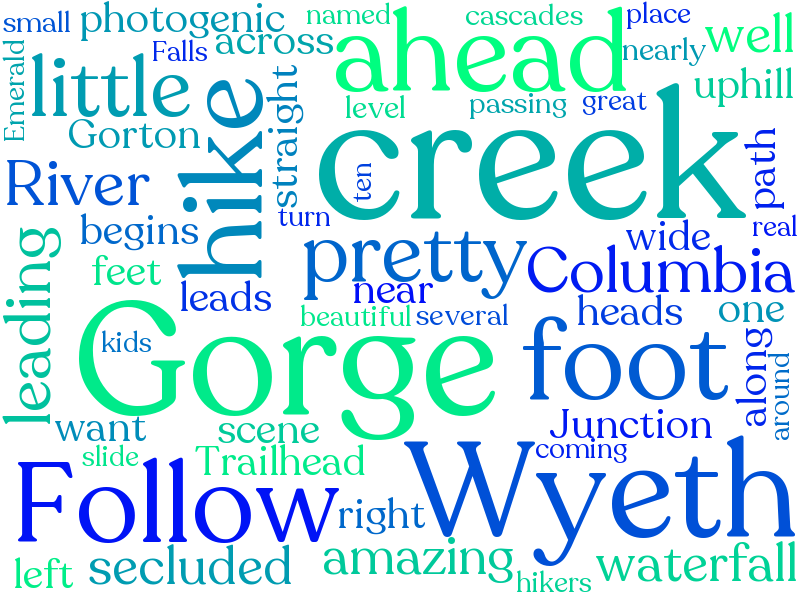 small
photogenic
named
cascades
place
Emerald
Falls
across
ahead
nearly
well
little
hike
straight
level
passing
great
uphill
Gorton
creek
path
River
ten
begins
turn
pretty
wide
real
leading
feet
leads
near
Columbia
Gorge
kids
beautiful
several
heads
one
foot
along
around
want
scene
Junction
slide
Trailhead
Wyeth
coming
Follow
right
left
secluded
amazing
hikers
waterfall